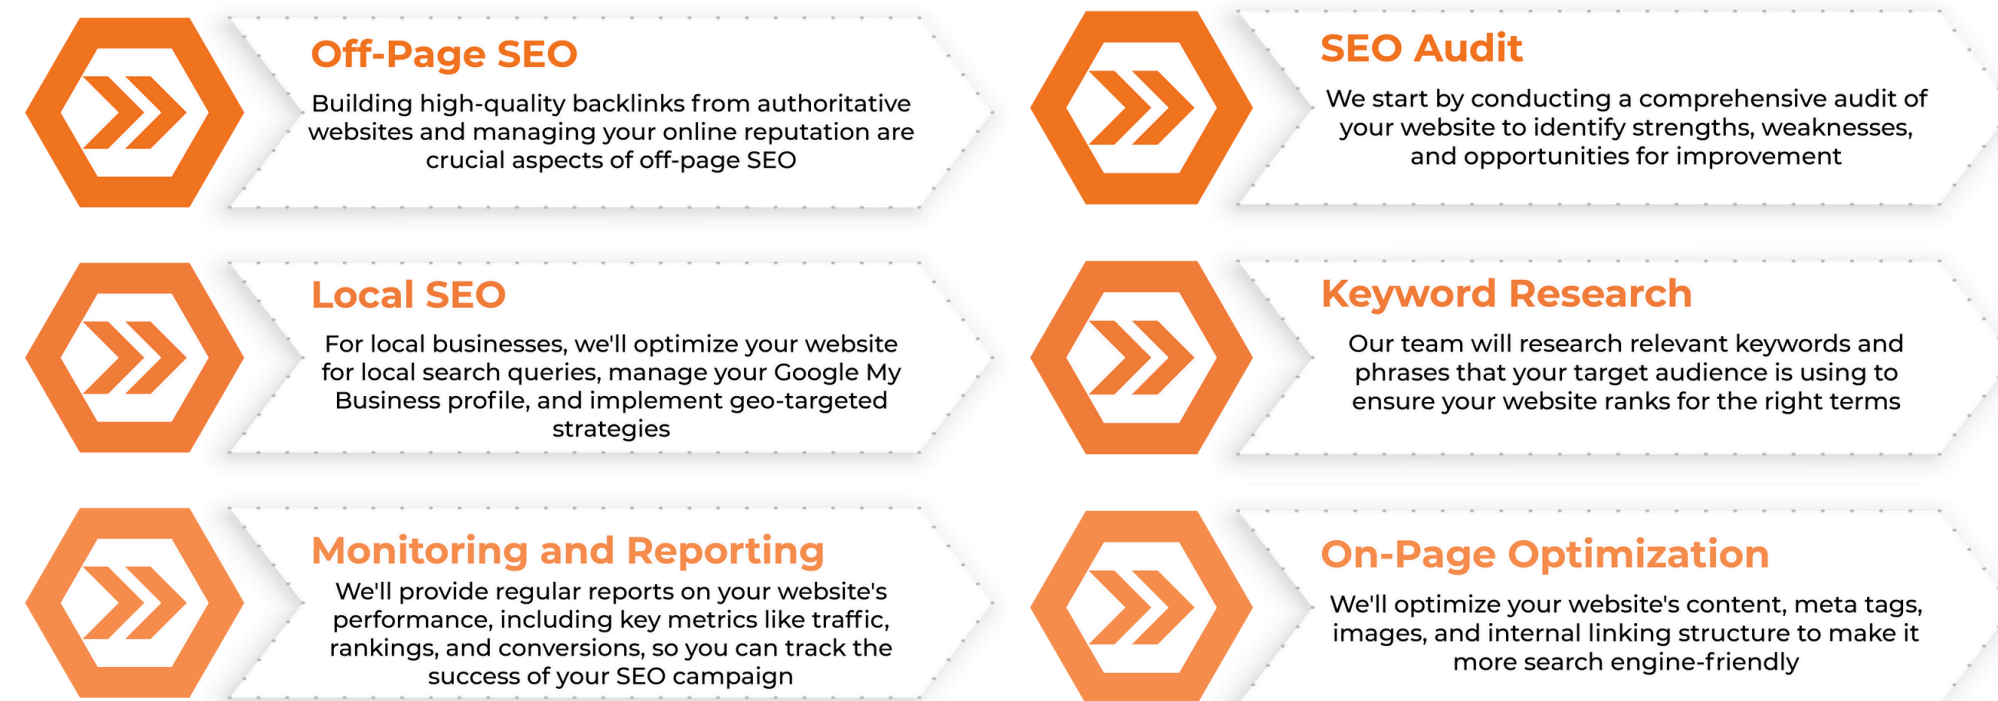 Off-Page SEO
Building high-quality backlinks from authoritative
websites and managing your online reputation are
crucial aspects of off-page SEO
Local SEO
For local businesses, we'll optimize your website
for local search queries, manage your Google My
Business profile, and implement geo-targeted
strategies
Monitoring and Reporting
We'll provide regular reports on your website's
performance, including key metrics like traffic,
rankings, and conversions, so you can track the
success of your SEO campaign
SEO Audit
We start by conducting a comprehensive audit of
your website to identify strengths, weaknesses,
and opportunities for improvement
Keyword Research
Our team will research relevant keywords and
phrases that your target audience is using to
ensure your website ranks for the right terms
On-Page Optimization
We'll optimize your website's content, meta tags,
images, and internal linking structure to make it
more search engine-friendly